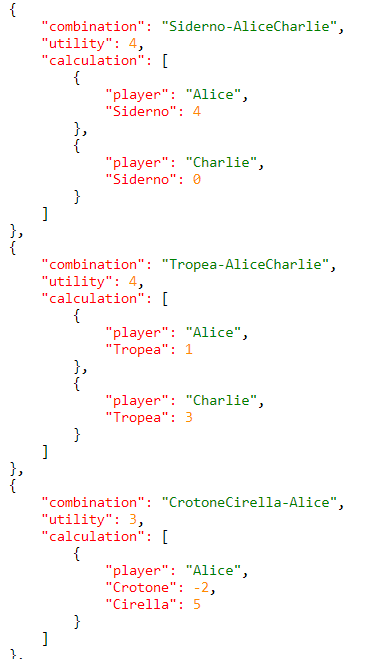 {
    "combination": "Siderno-AliceCharlie",
    "utility": 4,
    "calculation": [
        {
            "player": "Alice",
            "Siderno": 4
        },
        {
            "player": "Charlie",
            "Siderno": 0
        }
    ]
},
{
    "combination": "Tropea-AliceCharlie",
    "utility": 4,
    "calculation": [
        {
            "player": "Alice",
            "Tropea": 1
        },
        {
            "player": "Charlie",
            "Tropea": 3
        }
    ]
},
{
    "combination": "CrotoneCirella-Alice",
    "utility": 3,
    "calculation": [
        {
            "player": "Alice",
            "Crotone": -2,
            "Cirella": 5
        }
    ]
},